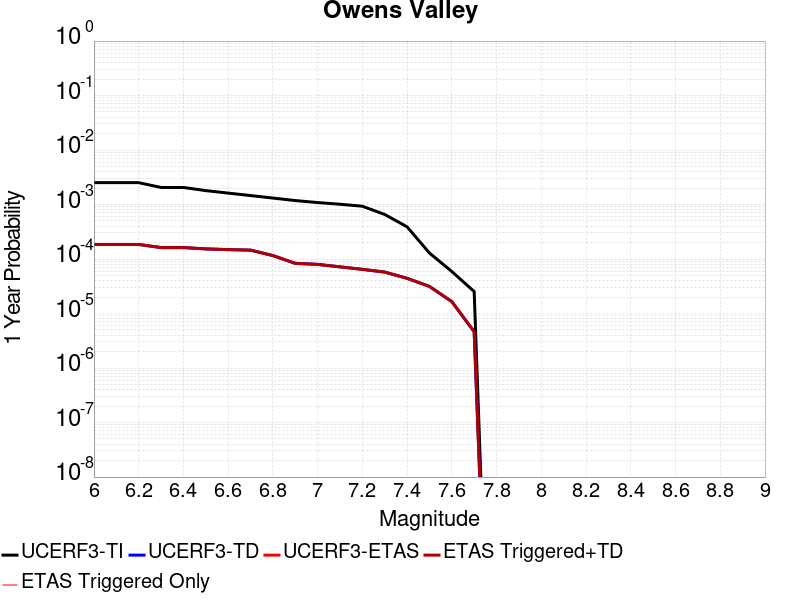 Owens Valley
10^0
10^-1
10^-2
10^-3
10^-4
10^-5
10^-6
10^-7
10^-8
1 Year Probability
6 6.2 6.4 6.6 6.8 7 7.2 7.4 7.6 7.8 8 8.2 8.4 8.6 8.8 9
Magnitude
UCERF3-TI UCERF3-TD UCERF3-ETAS ETAS Triggered+TD
ETAS Triggered Only